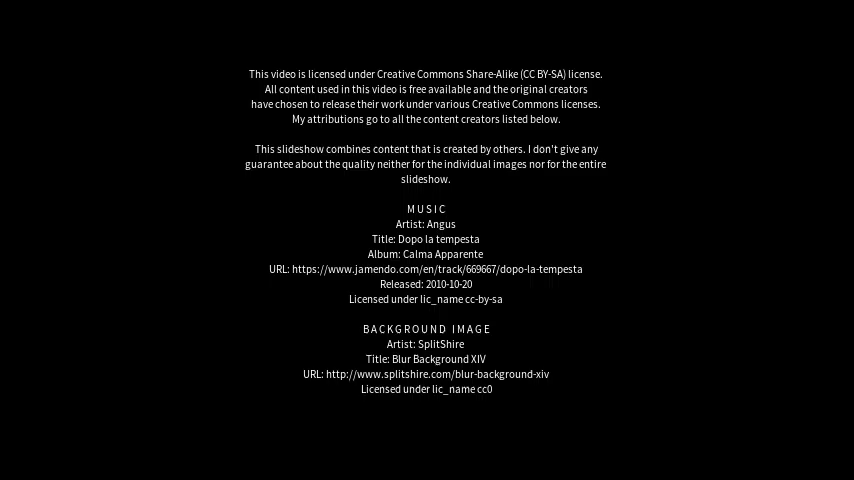 This video is licensed under Creative Commons Share-Alike (CC BY-SA) license.
All content used in this video is free available and the original creators
have chosen to release their work under various Creative Commons licenses.
My attributions go to all the content creators listed below.
This slideshow combines content that is created by others. I don't give any
guarantee about the quality neither for the individual images nor for the entire
slideshow.
MUSIC
Artist: Angus
Title: Dopo la tempesta
Album: Calma Apparente
URL: https://www.jamendo.com/en/track/669667/dopo-la-tempesta
Released: 2010-10-20
Licensed under lic_name cc-by-sa
BACKGROUND IMAGE
Artist: SplitShire
Title: Blur Background XIV
URL: http://www.splitshire.com/blur-background-xiv
Licensed under lic_name cc0